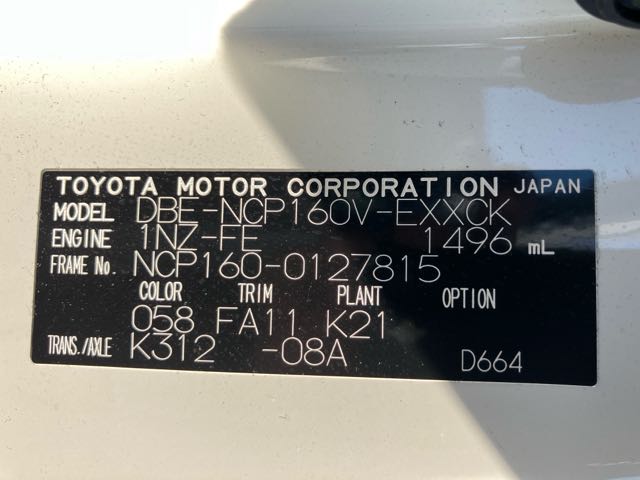 TOYOTA MOTOR CORPORATION JAPAN
MODEL DBE-NCP160V-EXXCK
ENGINE 1NZ-FE 1496 mL
FRAME No. NCP160-0127815
COLOR TRIM PLANT OPTION
058 FA11 K21
TRANS./AXLE K312 -08A D664